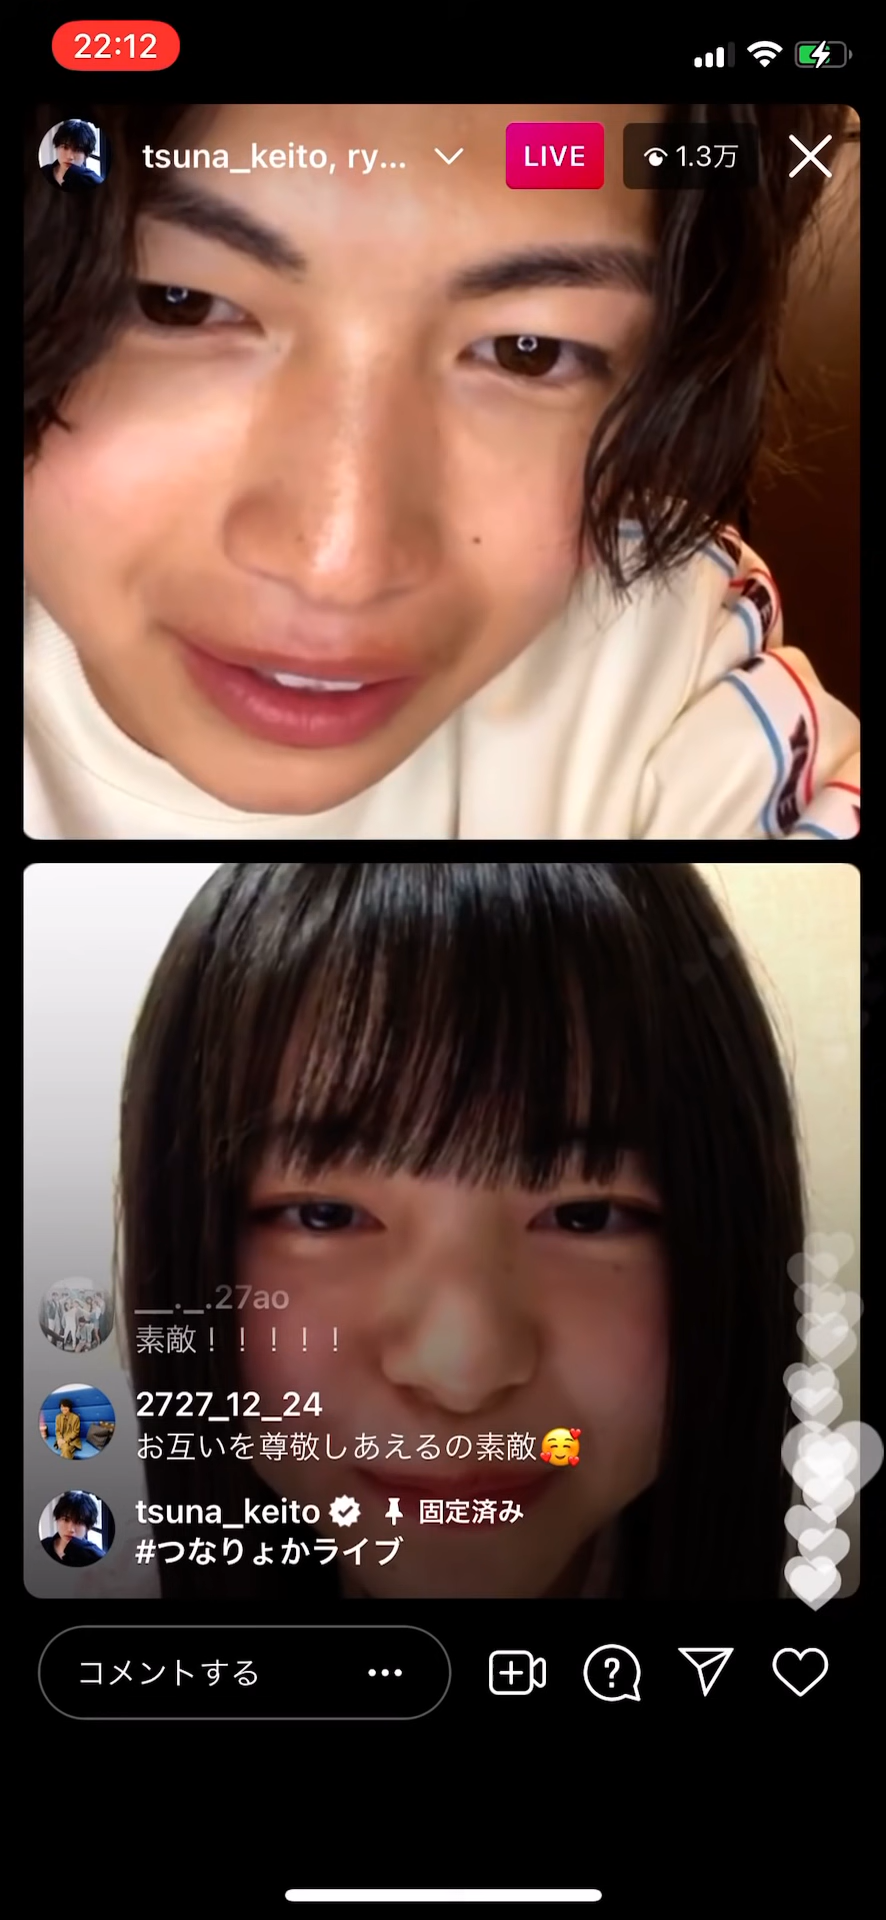 22:12
tsuna_keito, ry...
LIVE
1.3万
__._.27ao
素敵！！！！！
2727_12_24
お互いを尊敬しあえるの素敵🥰
tsuna_keito 固定済み
#つなりょかライブ
コメントする